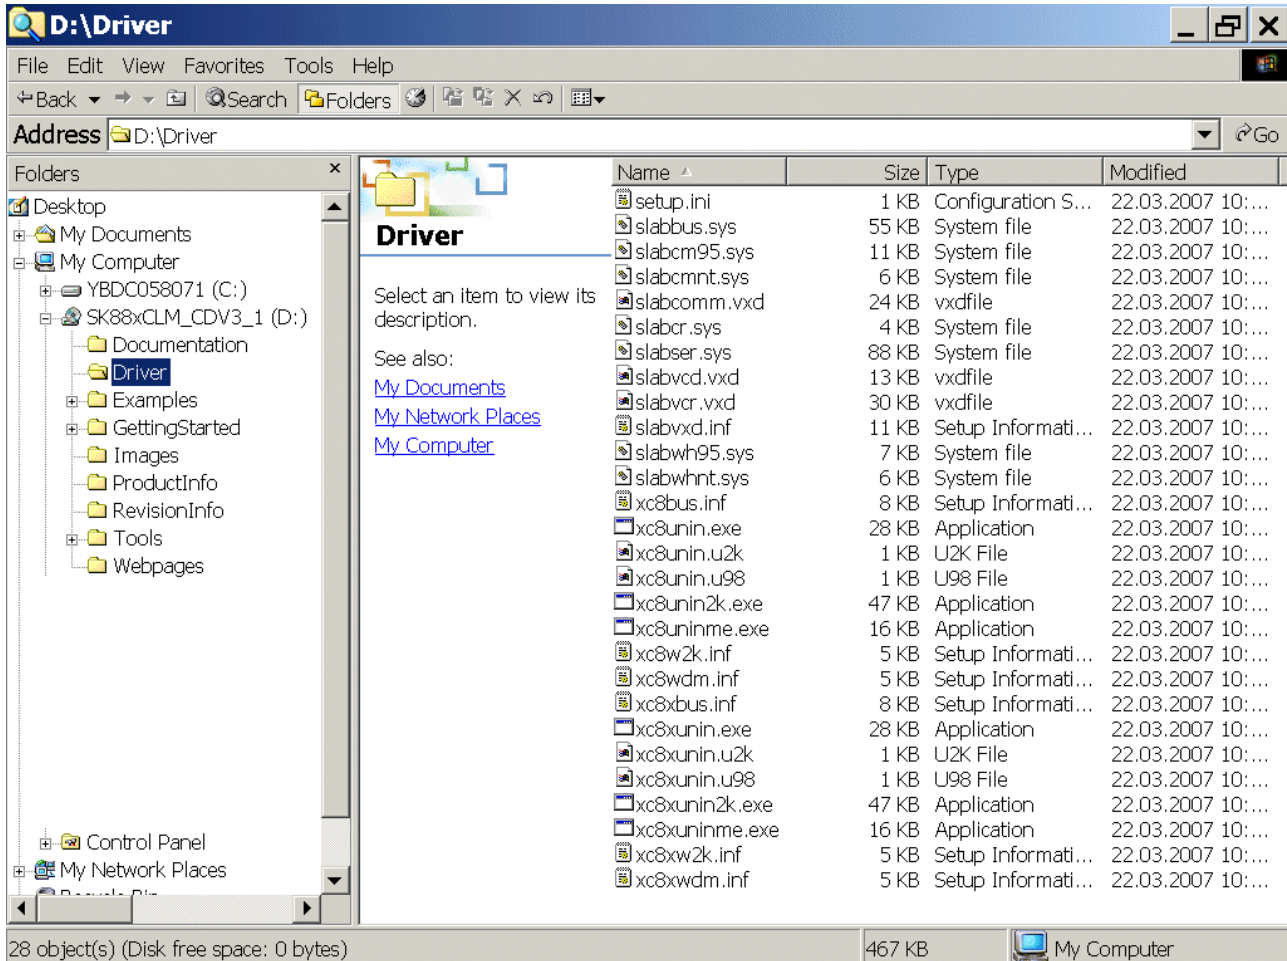 D:\Driver
File Edit View Favorites Tools Help
Back Search Folders
Address D:\Driver Go
Folders
Desktop
My Documents
My Computer
YBDC058071 (C:)
SK88xCLM_CDV3_1 (D:)
Documentation
Driver
Examples
GettingStarted
Images
ProductInfo
RevisionInfo
Tools
Webpages
Control Panel
My Network Places
Driver
Select an item to view its
description.
See also:
My Documents
My Network Places
My Computer
Name Size Type Modified
setup.ini 1 KB Configuration S... 22.03.2007 10:...
slabbus.sys 55 KB System file 22.03.2007 10:...
slabcm95.sys 11 KB System file 22.03.2007 10:...
slabcmnt.sys 6 KB System file 22.03.2007 10:...
slabcomm.vxd 24 KB vxdfile 22.03.2007 10:...
slabcr.sys 4 KB System file 22.03.2007 10:...
slabser.sys 88 KB System file 22.03.2007 10:...
slabvcd.vxd 13 KB vxdfile 22.03.2007 10:...
slabvcr.vxd 30 KB vxdfile 22.03.2007 10:...
slabvxd.inf 11 KB Setup Informati... 22.03.2007 10:...
slabwh95.sys 7 KB System file 22.03.2007 10:...
slabwhnt.sys 6 KB System file 22.03.2007 10:...
xc8bus.inf 8 KB Setup Informati... 22.03.2007 10:...
xc8unin.exe 28 KB Application 22.03.2007 10:...
xc8unin.u2k 1 KB U2K File 22.03.2007 10:...
xc8unin.u98 1 KB U98 File 22.03.2007 10:...
xc8unin2k.exe 47 KB Application 22.03.2007 10:...
xc8uninme.exe 16 KB Application 22.03.2007 10:...
xc8w2k.inf 5 KB Setup Informati... 22.03.2007 10:...
xc8wdm.inf 5 KB Setup Informati... 22.03.2007 10:...
xc8xbus.inf 8 KB Setup Informati... 22.03.2007 10:...
xc8xunin.exe 28 KB Application 22.03.2007 10:...
xc8xunin.u2k 1 KB U2K File 22.03.2007 10:...
xc8xunin.u98 1 KB U98 File 22.03.2007 10:...
xc8xunin2k.exe 47 KB Application 22.03.2007 10:...
xc8xuninme.exe 16 KB Application 22.03.2007 10:...
xc8xw2k.inf 5 KB Setup Informati... 22.03.2007 10:...
xc8xwdm.inf 5 KB Setup Informati... 22.03.2007 10:...
28 object(s) (Disk free space: 0 bytes) 467 KB My Computer